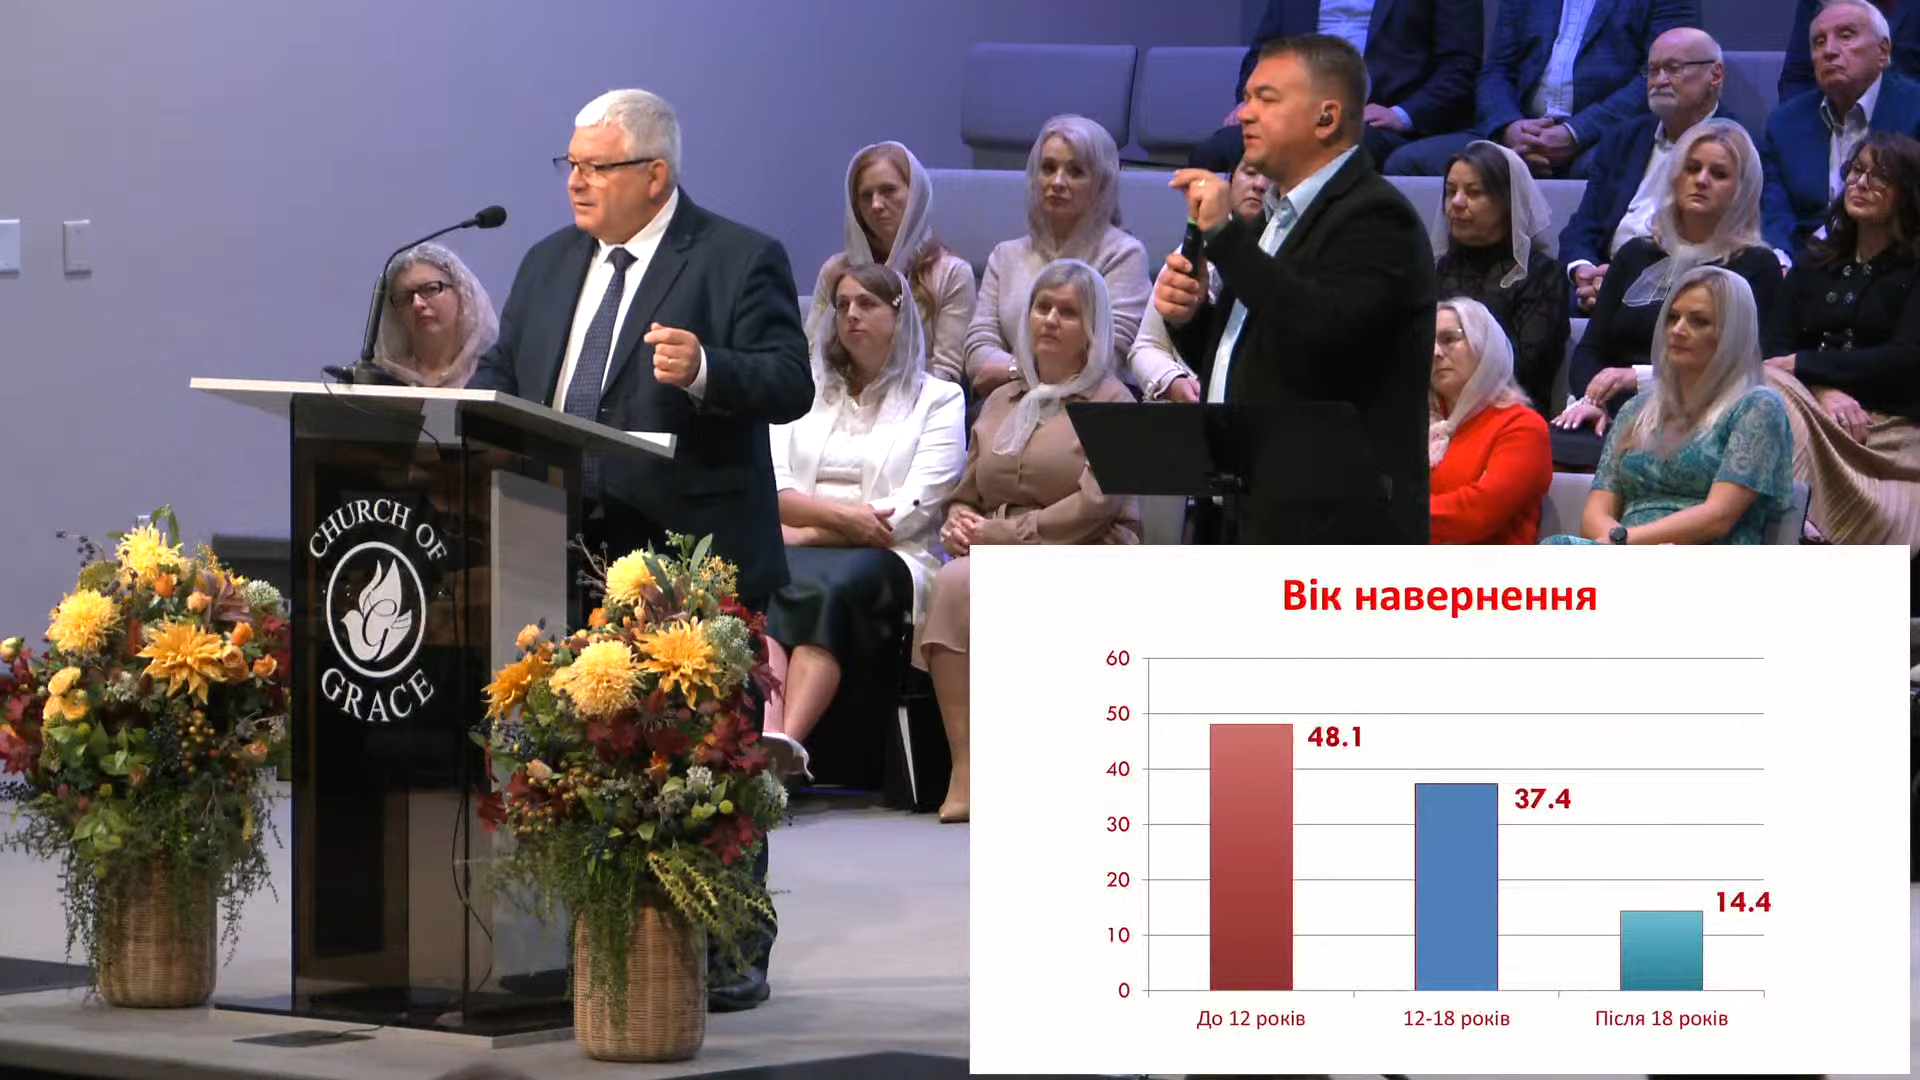 CHURCH OF
GRACE
Вік навернення
60
50
40
30
20
10
0
48.1
37.4
14.4
До 12 років
12-18 років
Після 18 років